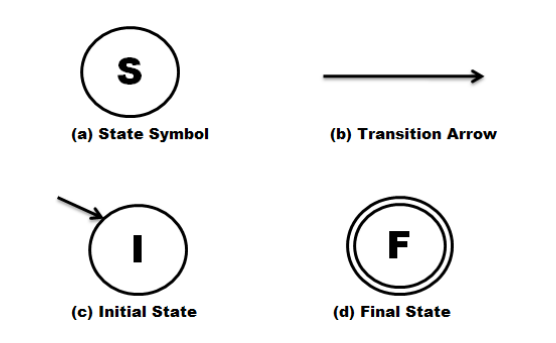 S
(a) State Symbol
(b) Transition Arrow
I
F
(c) Initial State
(d) Final State